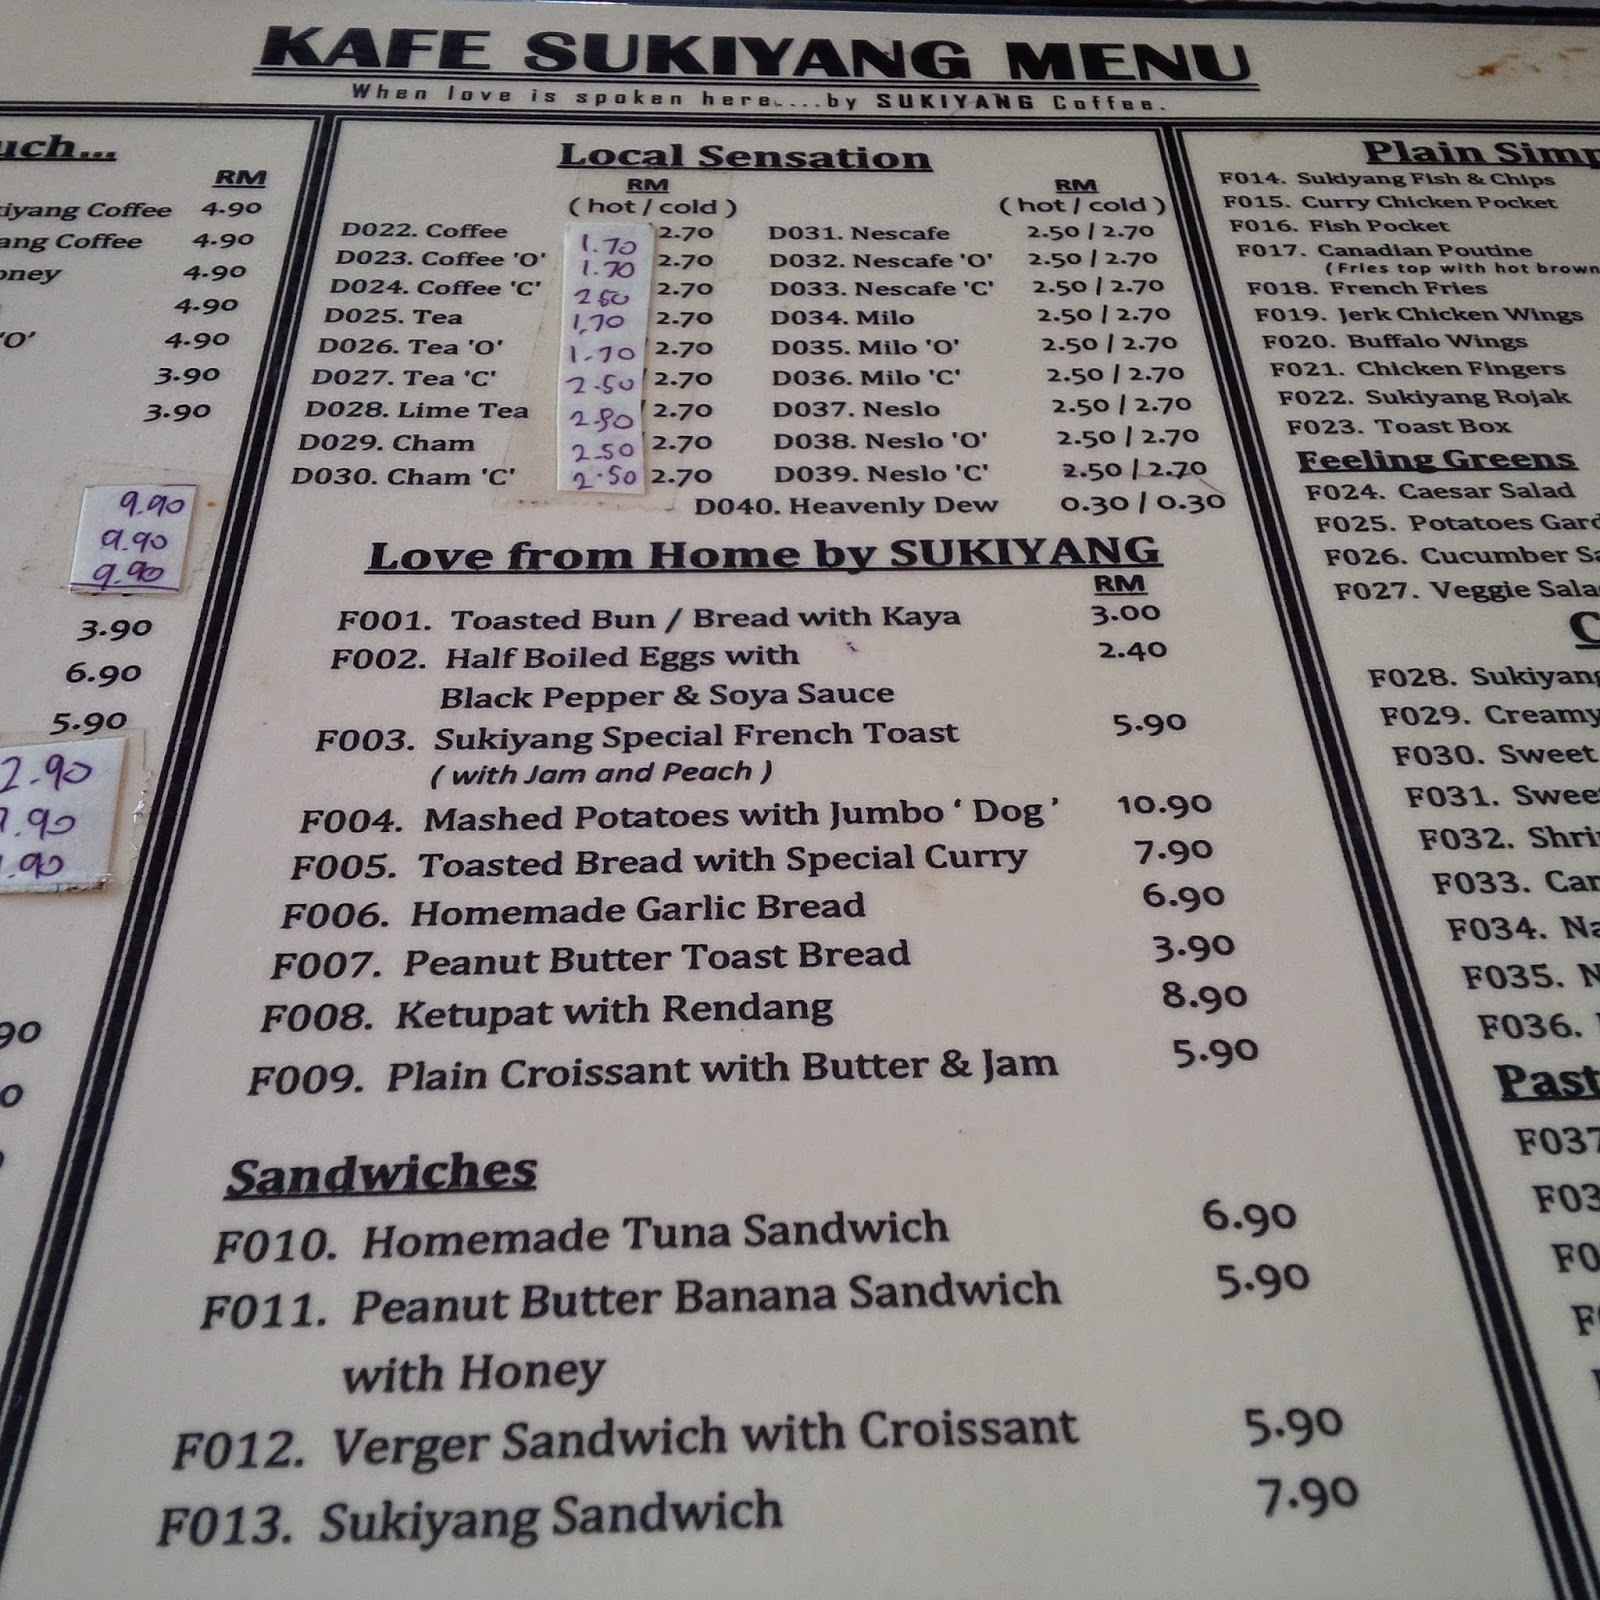 KAFE SUKIYANG MENU
When love is spoken here.....by SUKIYANG Coffee.
RM
Coffee 4.90
Coffee 4.90
4.90
4.90
'O' 4.90
3.90
3.90
9.90
9.90
9.90
3.90
6.90
5.90
2.90
.90
.90
Local Sensation
RM RM
( hot / cold ) ( hot / cold )
D022. Coffee 1.70 2.70 D031. Nescafe 2.50 / 2.70
D023. Coffee 'O' 1.70 2.70 D032. Nescafe 'O' 2.50 / 2.70
D024. Coffee 'C' 2.50 2.70 D033. Nescafe 'C' 2.50 / 2.70
D025. Tea 1.70 2.70 D034. Milo 2.50 / 2.70
D026. Tea 'O' 1.70 2.70 D035. Milo 'O' 2.50 / 2.70
D027. Tea 'C' 2.50 2.70 D036. Milo 'C' 2.50 / 2.70
D028. Lime Tea 2.70 D037. Neslo 2.50 / 2.70
D029. Cham 2.50 2.70 D038. Neslo 'O' 2.50 / 2.70
D030. Cham 'C' 2.50 2.70 D039. Neslo 'C' 2.50 / 2.70
D040. Heavenly Dew 0.30 / 0.30
Love from Home by SUKIYANG
RM
F001. Toasted Bun / Bread with Kaya 3.00
F002. Half Boiled Eggs with 2.40
Black Pepper & Soya Sauce
F003. Sukiyang Special French Toast 5.90
( with Jam and Peach )
F004. Mashed Potatoes with Jumbo ' Dog ' 10.90
F005. Toasted Bread with Special Curry 7.90
F006. Homemade Garlic Bread 6.90
F007. Peanut Butter Toast Bread 3.90
F008. Ketupat with Rendang 8.90
F009. Plain Croissant with Butter & Jam 5.90
Sandwiches
F010. Homemade Tuna Sandwich 6.90
F011. Peanut Butter Banana Sandwich 5.90
with Honey
F012. Verger Sandwich with Croissant 5.90
F013. Sukiyang Sandwich 7.90
Plain
F014. Sukiyang Fish & Chips
F015. Curry Chicken Pocket
F016. Fish Pocket
F017. Canadian Poutine
(Fries top with hot brown
F018. French Fries
F019. Jerk Chicken Wings
F020. Buffalo Wings
F021. Chicken Fingers
F022. Sukiyang Rojak
F023. Toast Box
Feeling Greens
F024. Caesar Salad
F025. Potatoes
F026. Cucumber
F027. Veggie
F028. Sukiyang
F029. Creamy
F030. Sweet
F031.
F032.
F033.
F034.
F035.
F036.